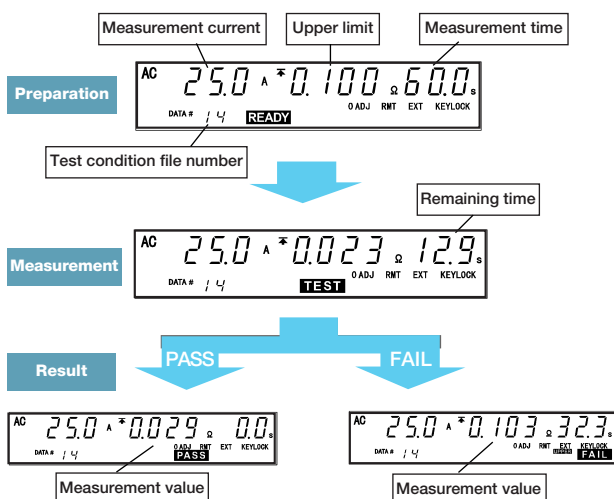 Measurement current
Upper limit
Measurement time
Preparation
AC 25.0 A 0.100 Ω 60.0 s
0 ADJ RMT EXT KEYLOCK
DATA # 14 READY
Test condition file number
Remaining time
Measurement
AC 25.0 A 0.023 Ω 12.9 s
0 ADJ RMT EXT KEYLOCK
DATA # 14 TEST
Result
PASS
FAIL
AC 25.0 A 0.029 Ω 0.0 s
0 ADJ RMT EXT KEYLOCK
DATA # 14 PASS
Measurement value
AC 25.0 A 0.103 Ω 32.3 s
0 ADJ RMT EXT KEYLOCK
DATA # 14 UPPER FAIL
Measurement value